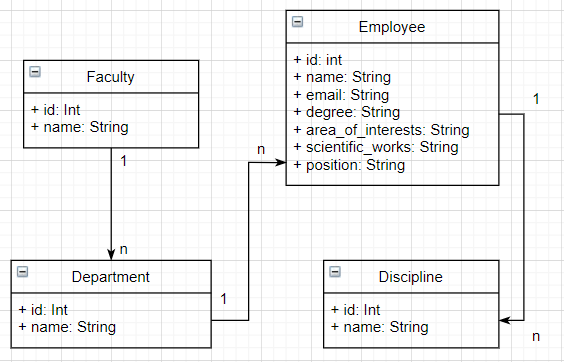 Faculty
+ id: Int
+ name: String
Employee
+ id: int
+ name: String
+ email: String
+ degree: String
+ area_of_interests: String
+ scientific_works: String
+ position: String
1
n
1
n
Department
+ id: Int
+ name: String
1
Discipline
+ id: Int
+ name: String
n